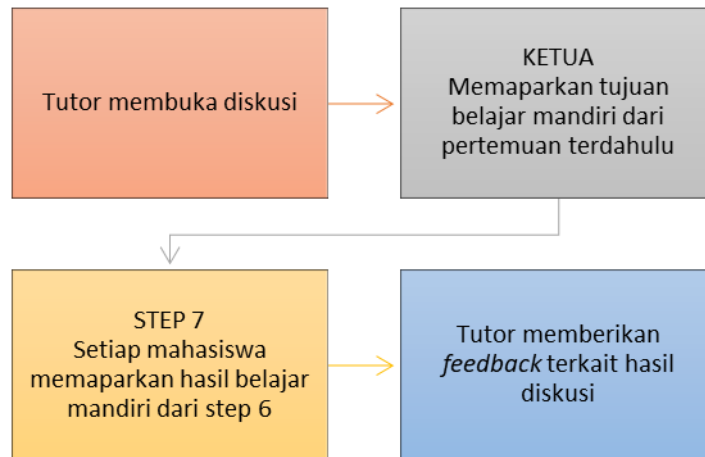 Tutor membuka diskusi
KETUA
Memaparkan tujuan
belajar mandiri dari
pertemuan terdahulu
STEP 7
Setiap mahasiswa
memaparkan hasil belajar
mandiri dari step 6
Tutor memberikan
feedback terkait hasil
diskusi